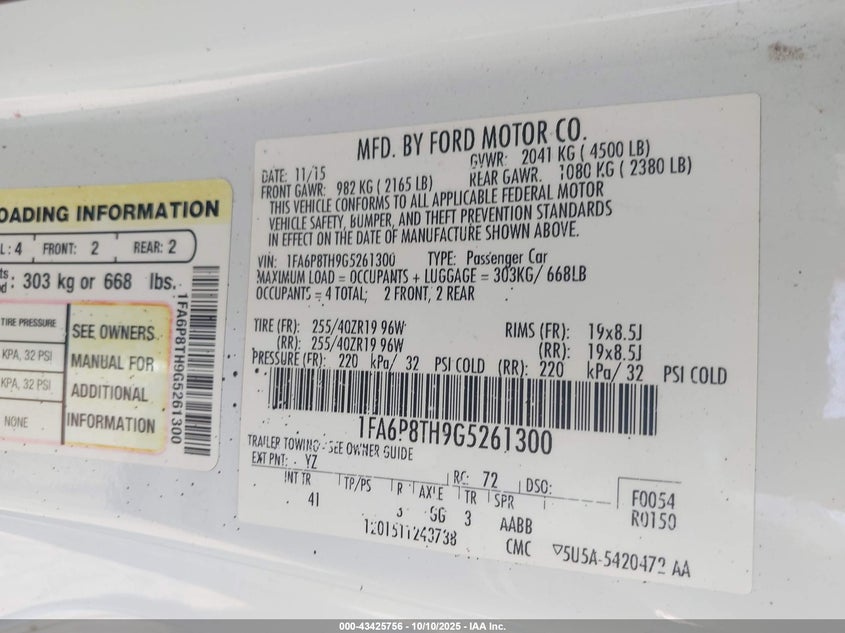 OADING INFORMATION
L: 4 FRONT: 2 REAR: 2
303 kg or 668 lbs.
TIRE PRESSURE
KPA, 32 PSI
KPA, 32 PSI
NONE
SEE OWNERS
MANUAL FOR
ADDITIONAL
INFORMATION
1FA6P8TH9G5261300
MFD. BY FORD MOTOR CO.
DATE: 11/15 GVWR: 2041 KG ( 4500 LB)
FRONT GAWR: 982 KG ( 2165 LB) REAR GAWR: 1080 KG ( 2380 LB)
THIS VEHICLE CONFORMS TO ALL APPLICABLE FEDERAL MOTOR
VEHICLE SAFETY, BUMPER, AND THEFT PREVENTION STANDARDS
IN EFFECT ON THE DATE OF MANUFACTURE SHOWN ABOVE.
VIN: 1FA6P8TH9G5261300 TYPE: Passenger Car
MAXIMUM LOAD = OCCUPANTS + LUGGAGE = 303KG/ 668LB
OCCUPANTS = 4 TOTAL; 2 FRONT, 2 REAR
TIRE (FR): 255/40ZR19 96W RIMS (FR): 19x8.5J
(RR): 255/40ZR19 96W (RR): 19x8.5J
PRESSURE (FR): 220 kPa/ 32 PSI COLD (RR): 220 kPa/ 32 PSI COLD
1FA6P8TH9G5261300
TRAILER TOWING - SEE OWNER GUIDE
EXT PNT: YZ RC: 72 DSO:
INT TR TP/PS R AXLE TR SPR
41 3 GG 3 AABB
F0054
R0150
1201511243738
CMC ▽5U5A-5420472 AA
000-43425756 - 10/10/2025 - IAA Inc.